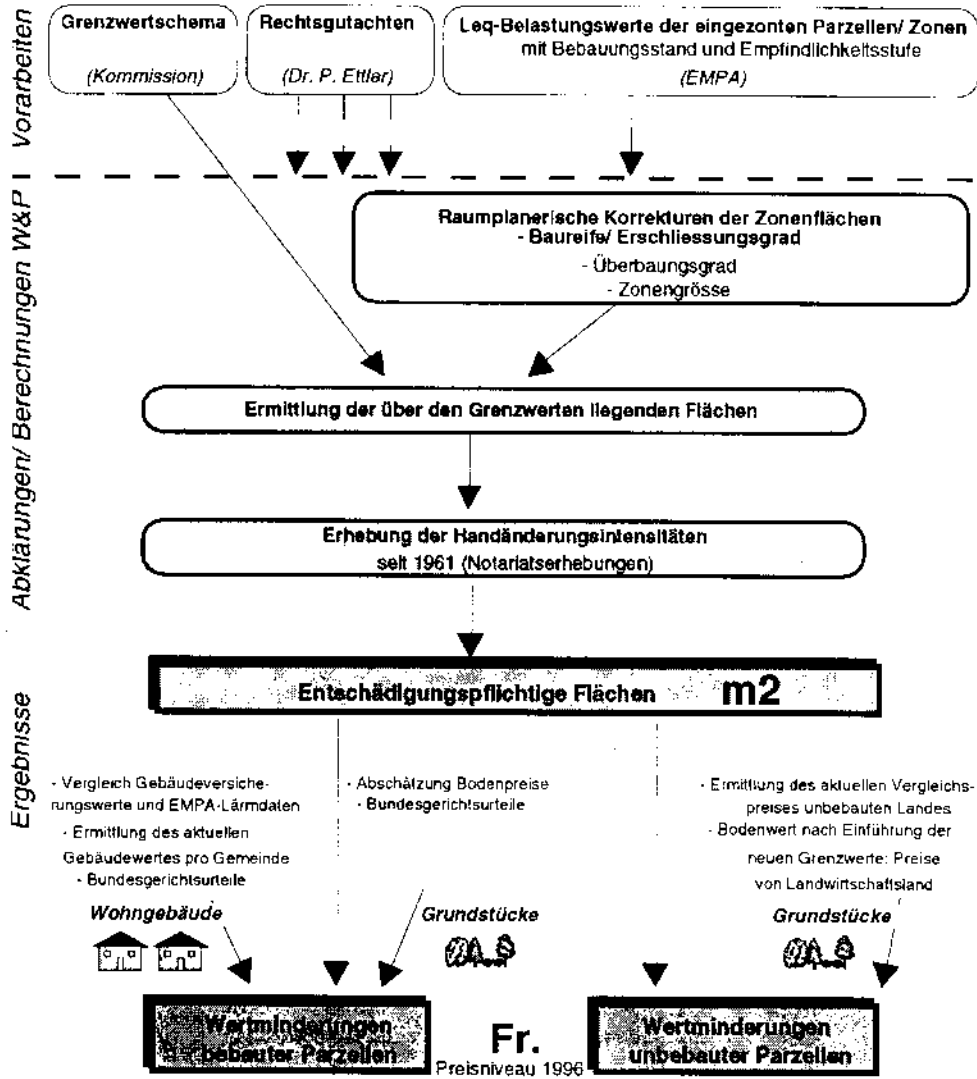 Vorarbeiten
Grenzwertschema
(Kommission)
Rechtsgutachten
(Dr. P. Ettler)
Leq-Belastungswerte der eingezonten Parzellen/ Zonen
mit Bebauungsstand und Empfindlichkeitsstufe
(EMPA)
Abklärungen/ Berechnungen W&P
Raumplanerische Korrekturen der Zonenflächen
- Baureife/ Erschliessungsgrad
- Überbauungsgrad
- Zonengrösse
Ermittlung der über den Grenzwerten liegenden Flächen
Erhebung der Handänderungsintensitäten
seit 1961 (Notariatserhebungen)
Ergebnisse
Entschädigungspflichtige Flächen m2
- Vergleich Gebäudeversiche-
rungswerte und EMPA-Lärmdaten
- Ermittlung des aktuellen
Gebäudewertes pro Gemeinde
- Bundesgerichtsurteile
- Abschätzung Bodenpreise
- Bundesgerichtsurteile
- Ermittlung des aktuellen Vergleichs-
preises unbebauten Landes
- Bodenwert nach Einführung der
neuen Grenzwerte: Preise
von Landwirtschaftsland
Wohngebäude
Grundstücke
Grundstücke
Wertminderungen
bebauter Parzellen
Fr.
Preisniveau 1996
Wertminderungen
unbebauter Parzellen